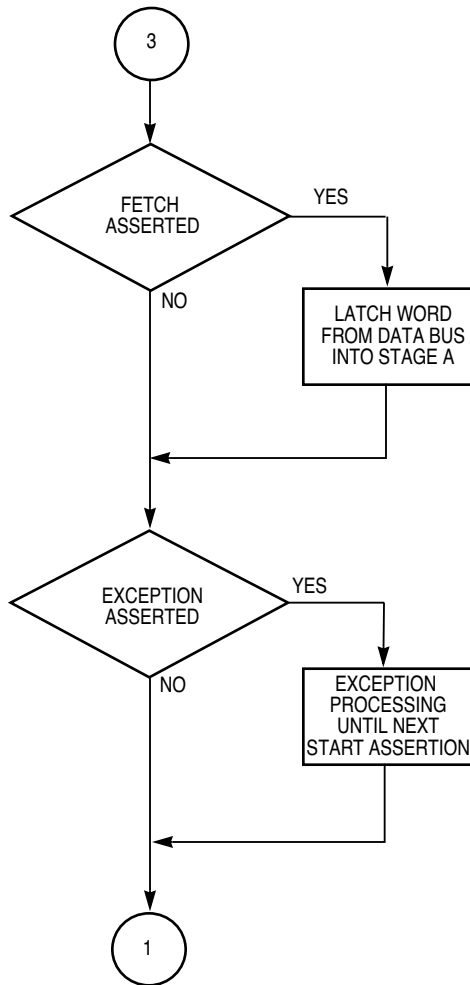 3
FETCH
ASSERTED
YES
NO
LATCH WORD
FROM DATA BUS
INTO STAGE A
EXCEPTION
ASSERTED
YES
NO
EXCEPTION
PROCESSING
UNTIL NEXT
START ASSERTION
1